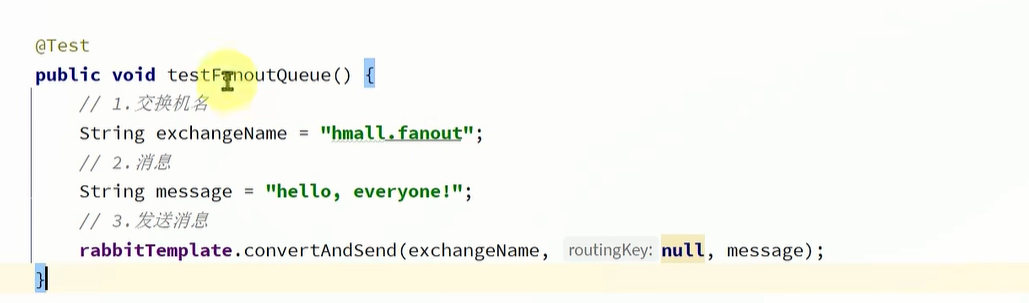 @Test
public void testFanoutQueue() {
// 1.交换机名
String exchangeName = "hmall.fanout";
// 2.消息
String message = "hello, everyone!";
// 3.发送消息
rabbitTemplate.convertAndSend(exchangeName, routingKey: null, message);
}